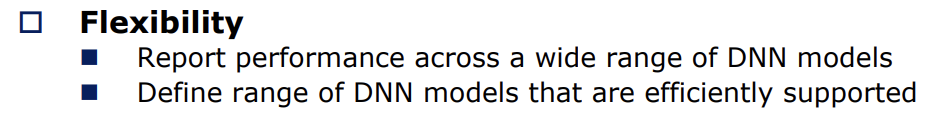 Flexibility
Report performance across a wide range of DNN models
Define range of DNN models that are efficiently supported